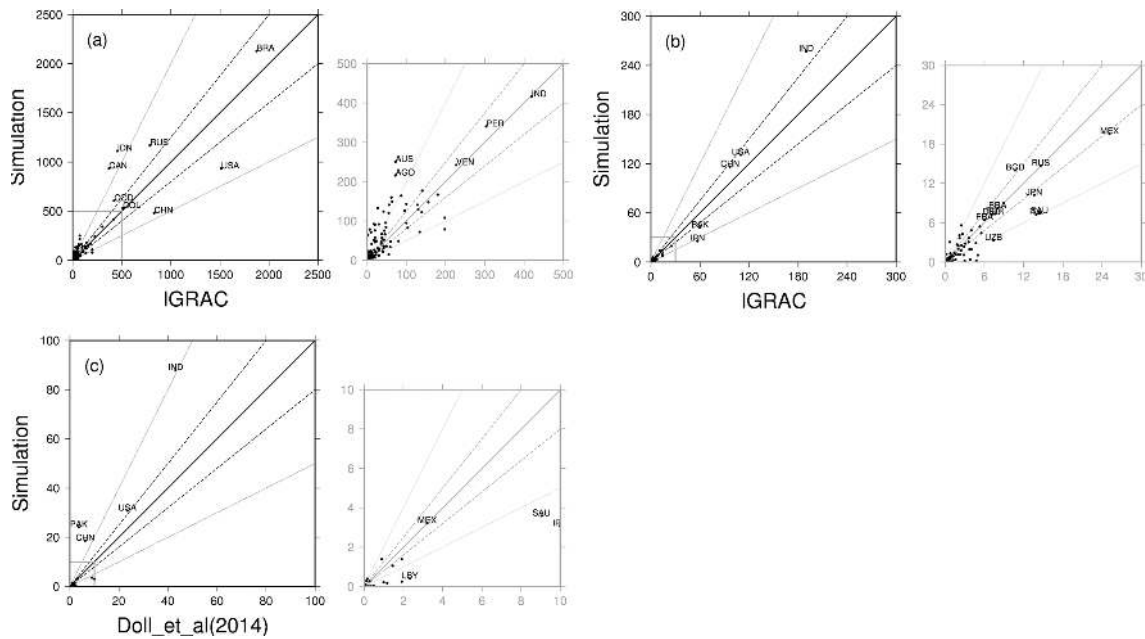 (a)
Simulation
2500
2000
1500
1000
500
0
BRA
IDN
RUS
CAN
USA
COL
CHN
0 500 1000 1500 2000 2500
IGRAC
500
400
300
200
100
0
IND
PER
VEN
AUS
AGO
0 100 200 300 400 500
(b)
Simulation
300
240
180
120
60
0
IND
USA
CHN
PAK
IRN
0 60 120 180 240 300
IGRAC
30
24
18
12
6
0
MEX
BGD
RUS
JPN
UZB
0 6 12 18 24 30
(c)
Simulation
100
80
60
40
20
0
IND
USA
PAK
CHN
0 20 40 60 80 100
Doll_et_al(2014)
10
8
6
4
2
0
MEX
SAU
LBY
0 2 4 6 8 10